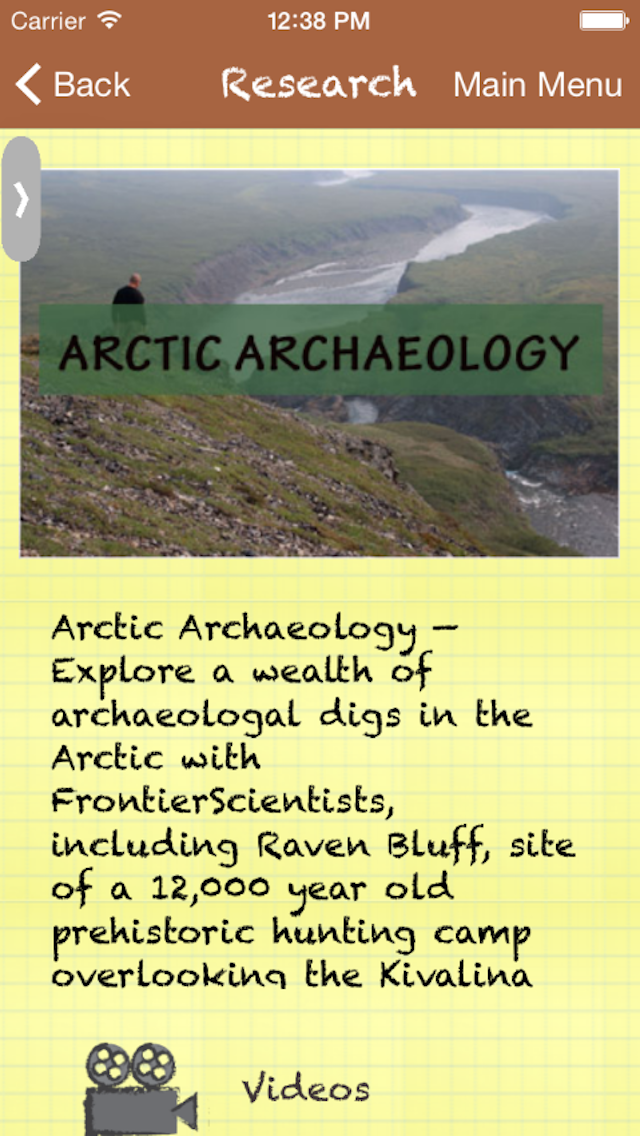 Carrier 12:38 PM
Back Research Main Menu
ARCTIC ARCHAEOLOGY
Arctic Archaeology –
Explore a wealth of
archaeologal digs in the
Arctic with
FrontierScientists,
including Raven Bluff, site
of a 12,000 year old
prehistoric hunting camp
overlooking the Kivalina
Videos